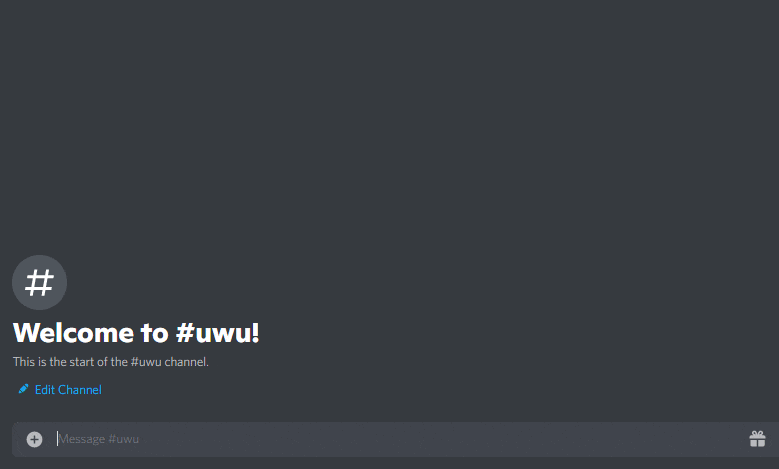 #
Welcome to #uwu!
This is the start of the #uwu channel.
Edit Channel
Message #uwu